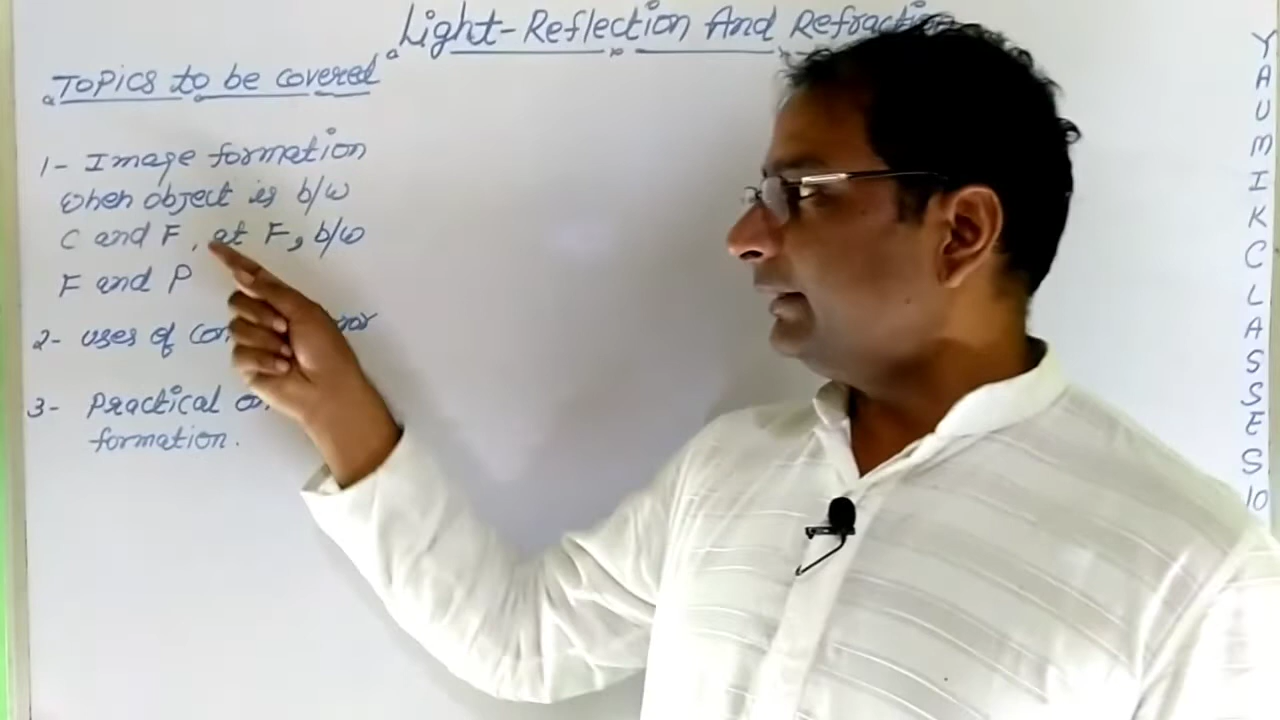 Light-Reflection And Refraction
Topics to be covered
1- Image formation
when object is b/w
C and F, at F, b/w
F and P
2- uses of
3- Practical
formation.
YAUMIKCLASSES10